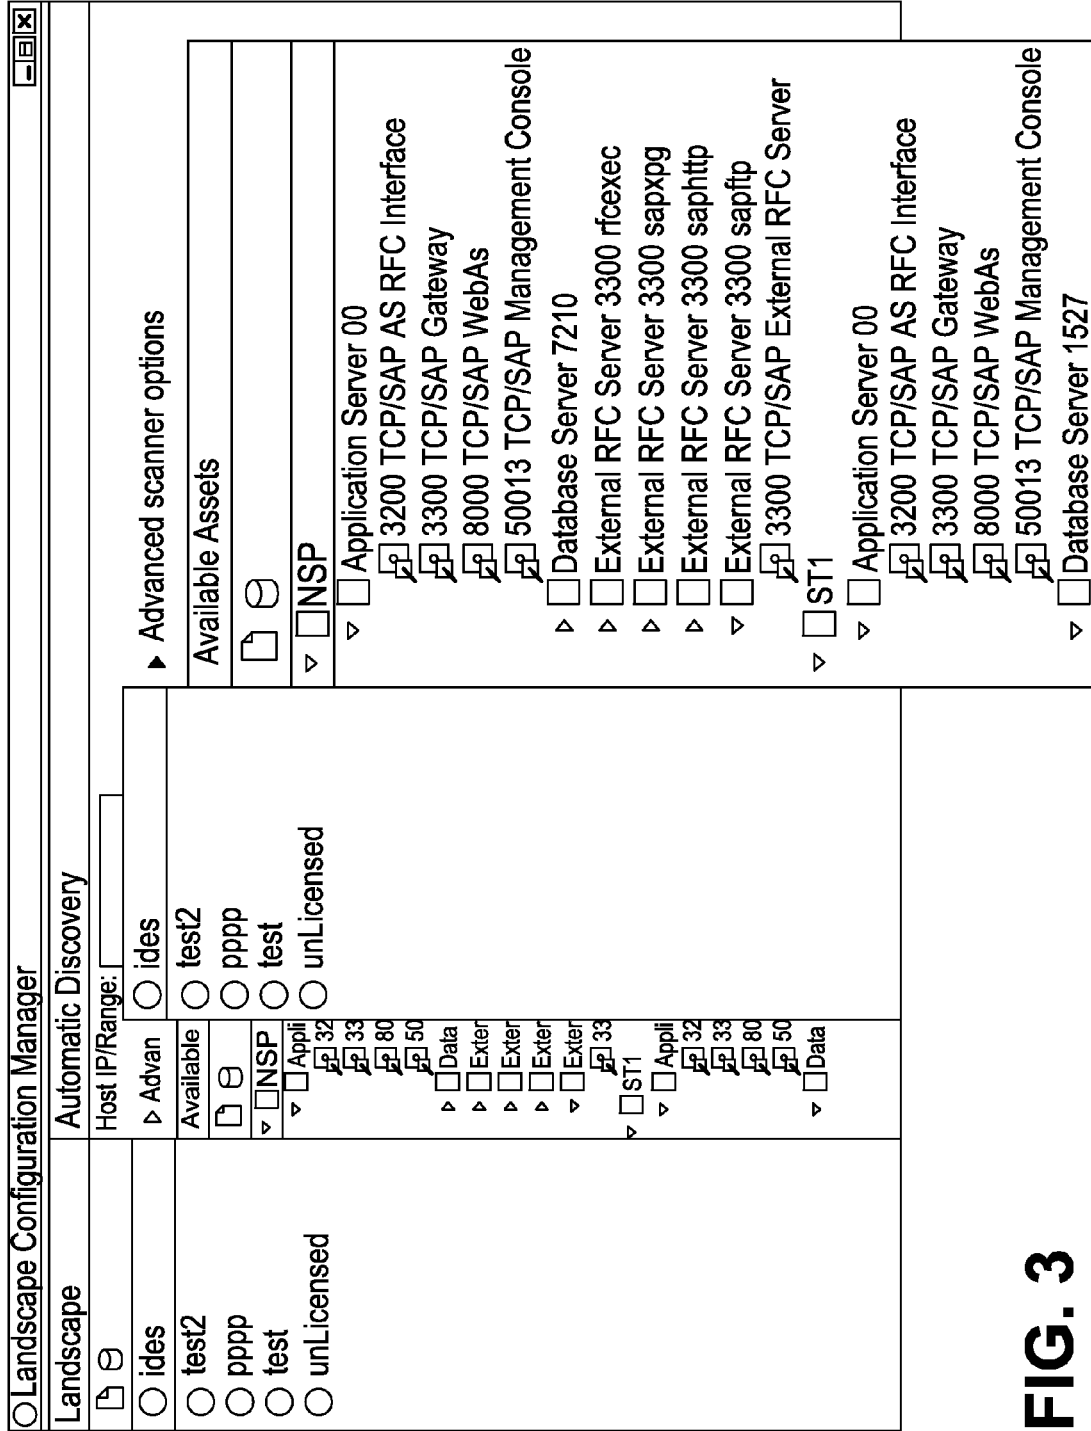 Landscape Configuration Manager
Landscape
ides
test2
pppp
test
unLicensed
Automatic Discovery
Host IP/Range:
Advan
Available
NSP
Appli
32
33
80
50
Data
Exter
Exter
Exter
Exter
33
ST1
Appli
32
33
80
50
Data
ides
test2
pppp
test
unLicensed
Advanced scanner options
Available Assets
NSP
Application Server 00
3200 TCP/SAP AS RFC Interface
3300 TCP/SAP Gateway
8000 TCP/SAP WebAs
50013 TCP/SAP Management Console
Database Server 7210
External RFC Server 3300 rfcexec
External RFC Server 3300 sapxpg
External RFC Server 3300 saphttp
External RFC Server 3300 sapftp
3300 TCP/SAP External RFC Server
ST1
Application Server 00
3200 TCP/SAP AS RFC Interface
3300 TCP/SAP Gateway
8000 TCP/SAP WebAs
50013 TCP/SAP Management Console
Database Server 1527
FIG. 3